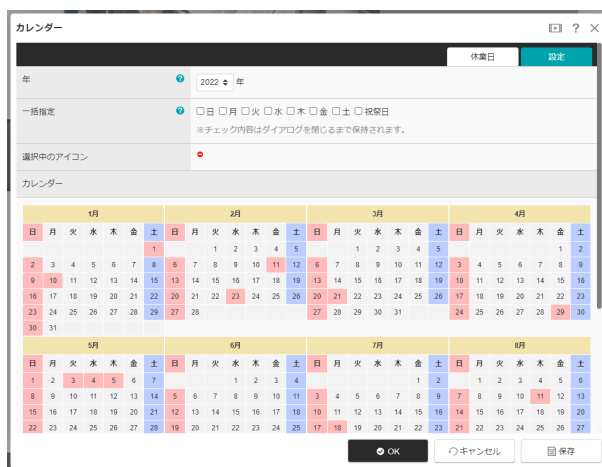 カレンダー
?
休業日 設定
年 ? 2022 年
一括指定 ? 日 月 火 水 木 金 土 祝祭日
※チェック内容はダイアログを閉じるまで保持されます。
選択中のアイコン
カレンダー
1月 2月 3月 4月
日 月 火 水 木 金 土 日 月 火 水 木 金 土 日 月 火 水 木 金 土 日 月 火 水 木 金 土
1 1 2 3 4 5 1 2 3 4 5 1 2
2 3 4 5 6 7 8 6 7 8 9 10 11 12 6 7 8 9 10 11 12 3 4 5 6 7 8 9
9 10 11 12 13 14 15 13 14 15 16 17 18 19 13 14 15 16 17 18 19 10 11 12 13 14 15 16
16 17 18 19 20 21 22 20 21 22 23 24 25 26 20 21 22 23 24 25 26 17 18 19 20 21 22 23
23 24 25 26 27 28 29 27 28 27 28 29 30 31 24 25 26 27 28 29 30
30 31
5月 6月 7月 8月
日 月 火 水 木 金 土 日 月 火 水 木 金 土 日 月 火 水 木 金 土 日 月 火 水 木 金 土
1 2 3 4 5 6 7 1 2 3 4 1 2 1 2 3 4 5 6
8 9 10 11 12 13 14 5 6 7 8 9 10 11 3 4 5 6 7 8 9 7 8 9 10 11 12 13
15 16 17 18 19 20 21 12 13 14 15 16 17 18 10 11 12 13 14 15 16 14 15 16 17 18 19 20
22 23 24 25 26 27 28 19 20 21 22 23 24 25 17 18 19 20 21 22 23 21 22 23 24 25 26 27
OK キャンセル 保存